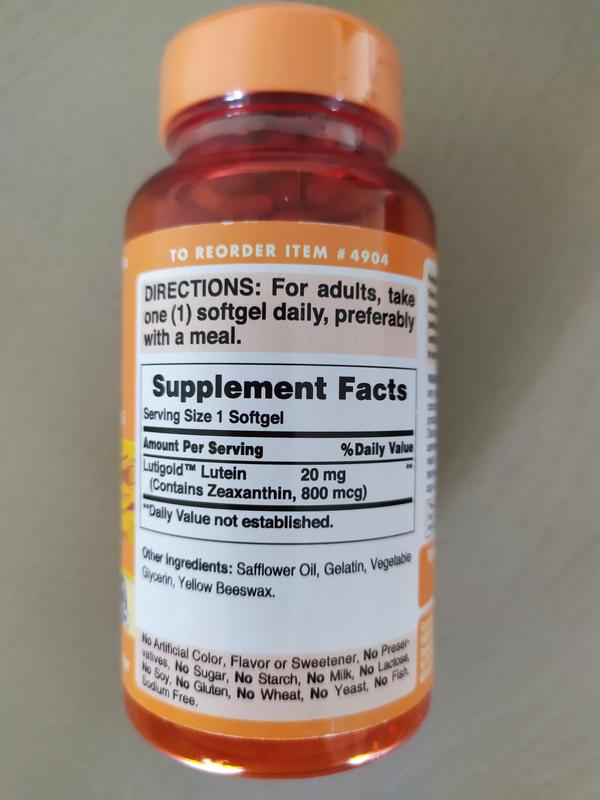 TO REORDER ITEM #4904
DIRECTIONS: For adults, take
one (1) softgel daily, preferably
with a meal.
Supplement Facts
Serving Size 1 Softgel
Amount Per Serving %Daily Value
Lutigold™ Lutein 20 mg **
(Contains Zeaxanthin, 800 mcg)
**Daily Value not established.
Other Ingredients: Safflower Oil, Gelatin, Vegetable
Glycerin, Yellow Beeswax.
No Artificial Color, Flavor or Sweetener, No Preser-
vatives, No Sugar, No Starch, No Milk, No Lactose,
No Soy, No Gluten, No Wheat, No Yeast, No Fish.
Sodium Free.